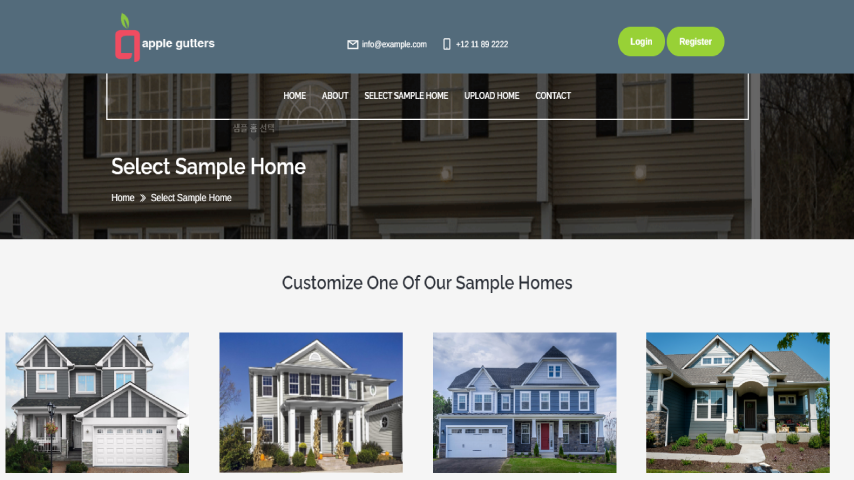 apple gutters
info@example.com
+12 11 89 2222
Login
Register
HOME
ABOUT
SELECT SAMPLE HOME
UPLOAD HOME
CONTACT
샘플 홈 선택
Select Sample Home
Home » Select Sample Home
Customize One Of Our Sample Homes